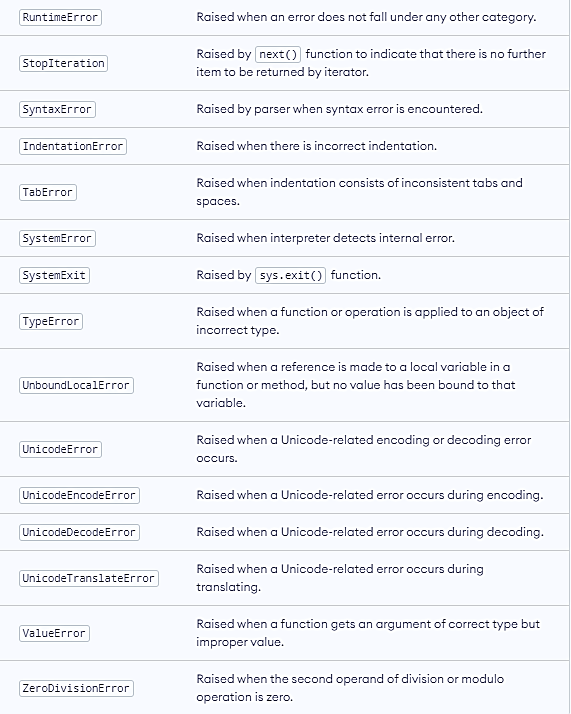 RuntimeError Raised when an error does not fall under any other category.
StopIteration Raised by next() function to indicate that there is no further
item to be returned by iterator.
SyntaxError Raised by parser when syntax error is encountered.
IndentationError Raised when there is incorrect indentation.
TabError Raised when indentation consists of inconsistent tabs and
spaces.
SystemError Raised when interpreter detects internal error.
SystemExit Raised by sys.exit() function.
TypeError Raised when a function or operation is applied to an object of
incorrect type.
UnboundLocalError Raised when a reference is made to a local variable in a
function or method, but no value has been bound to that
variable.
UnicodeError Raised when a Unicode-related encoding or decoding error
occurs.
UnicodeEncodeError Raised when a Unicode-related error occurs during encoding.
UnicodeDecodeError Raised when a Unicode-related error occurs during decoding.
UnicodeTranslateError Raised when a Unicode-related error occurs during
translating.
ValueError Raised when a function gets an argument of correct type but
improper value.
ZeroDivisionError Raised when the second operand of division or modulo
operation is zero.